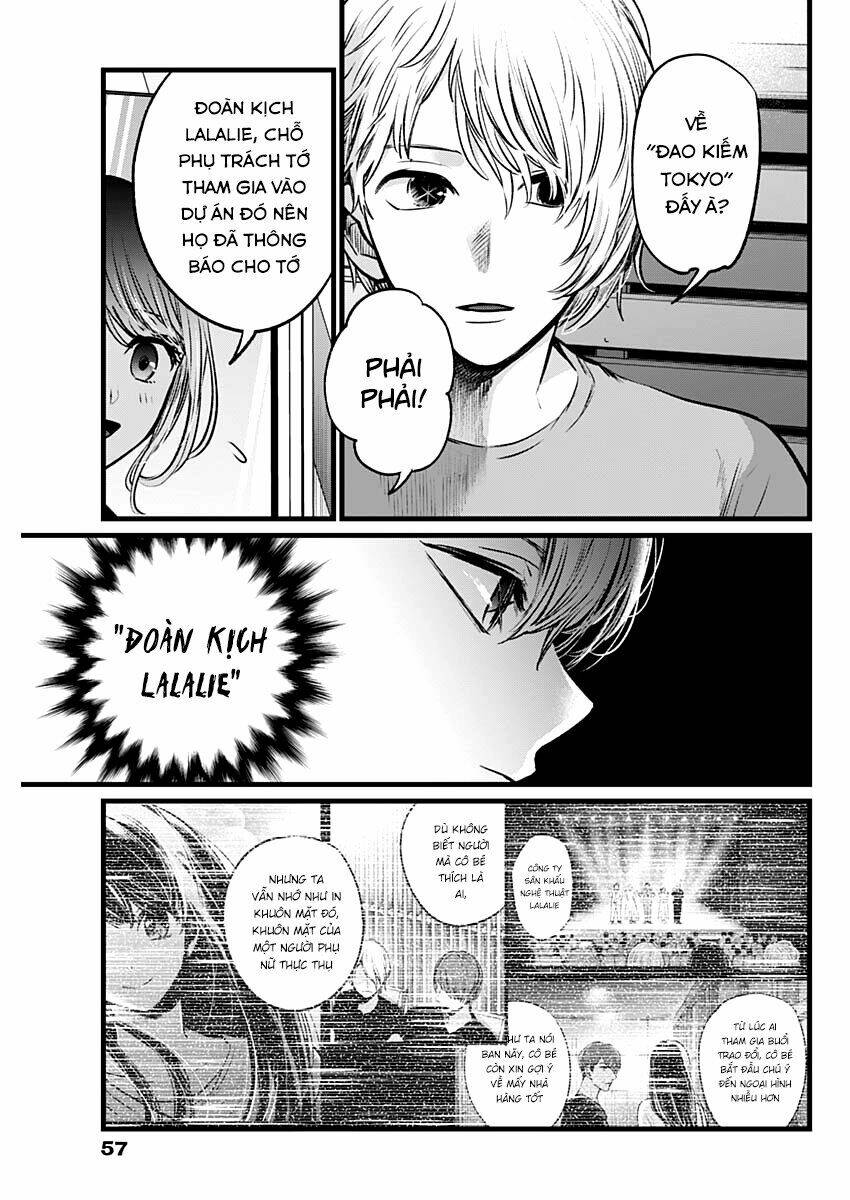 VỀ
"ĐAO KIẾM
TOKYO"
ĐẤY À?
PHẢI
PHẢI!
ĐOÀN KỊCH
LALALIE, CHỖ
PHỤ TRÁCH TỚ
THAM GIA VÀO
DỰ ÁN ĐÓ NÊN
HỌ ĐÃ THÔNG
BÁO CHO TỚ
"ĐOÀN KỊCH
LALALIE"
CÔNG TY
SÂN KHẤU
NGHỆ THUẬT
LALALIE
TỪ LÚC AI
THAM GIA BUỔI
TRAO ĐỔI, CÔ BÉ
BẮT ĐẦU CHÚ Ý
ĐẾN NGOẠI HÌNH
NHIỀU HƠN
NHƯ TA NÓI
BAN NÃY, CÔ BÉ
CÒN XIN GỢI Ý
VỀ MẤY NHÀ
HÀNG TỐT
DÙ KHÔNG
BIẾT NGƯỜI
MÀ CÔ BÉ
THÍCH LÀ
AI,
NHƯNG TA
VẪN NHỚ NHƯ IN
KHUÔN MẶT ĐÓ,
KHUÔN MẶT CỦA
MỘT NGƯỜI PHỤ
NỮ THỰC THỤ
57